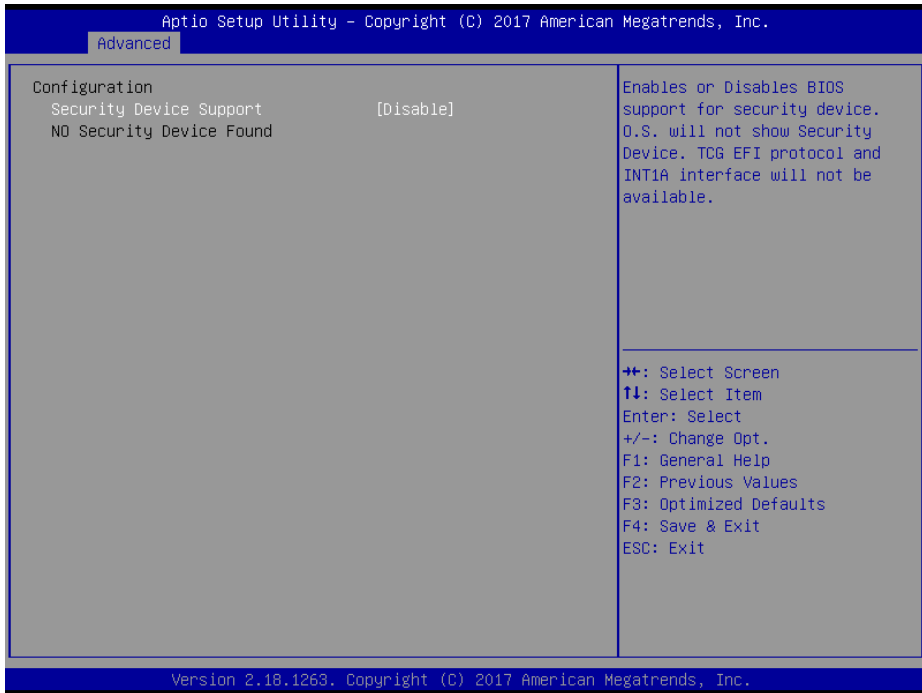 Aptio Setup Utility – Copyright (C) 2017 American Megatrends, Inc.
Advanced
Configuration
Security Device Support [Disable]
NO Security Device Found
Enables or Disables BIOS
support for security device.
O.S. will not show Security
Device. TCG EFI protocol and
INT1A interface will not be
available.
→←: Select Screen
↑↓: Select Item
Enter: Select
+/-: Change Opt.
F1: General Help
F2: Previous Values
F3: Optimized Defaults
F4: Save & Exit
ESC: Exit
Version 2.18.1263. Copyright (C) 2017 American Megatrends, Inc.